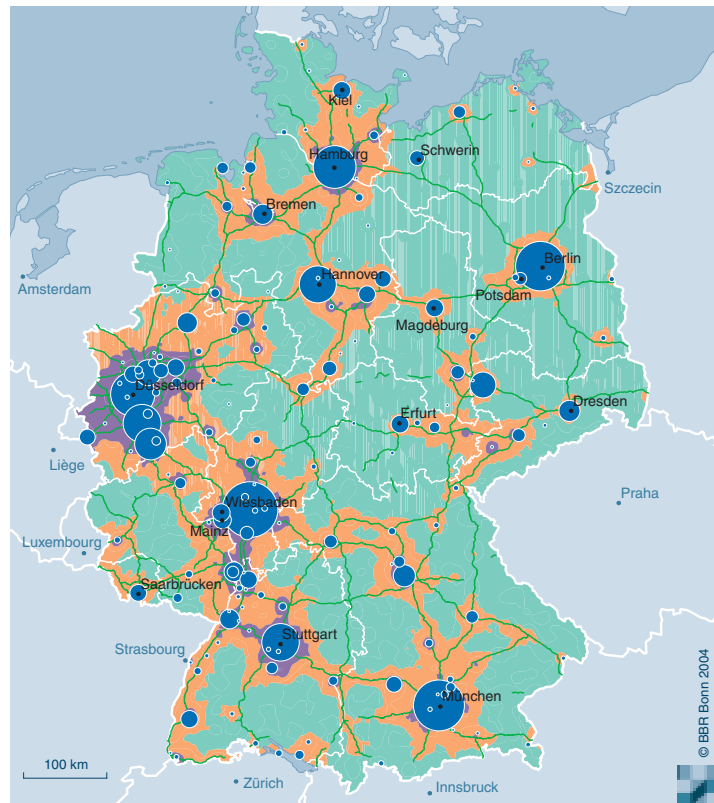 Kiel
Schwerin
Hamburg
Szczecin
Bremen
Berlin
Hannover
Amsterdam
Potsdam
Magdeburg
Düsseldorf
Dresden
Erfurt
Liège
Praha
Wiesbaden
Mainz
Luxembourg
Saarbrücken
Stuttgart
Strasbourg
München
© BBR Bonn 2004
100 km
Zürich
Innsbruck